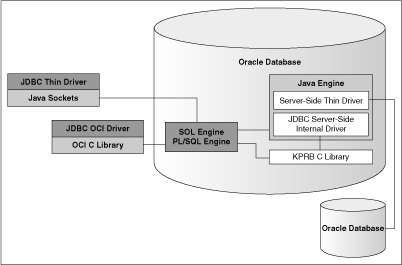 Oracle Database
Java Engine
JDBC Thin Driver
Java Sockets
Server-Side Thin Driver
JDBC Server-Side
Internal Driver
JDBC OCI Driver
OCI C Library
SOL Engine
PL/SQL Engine
KPRB C Library
Oracle Database